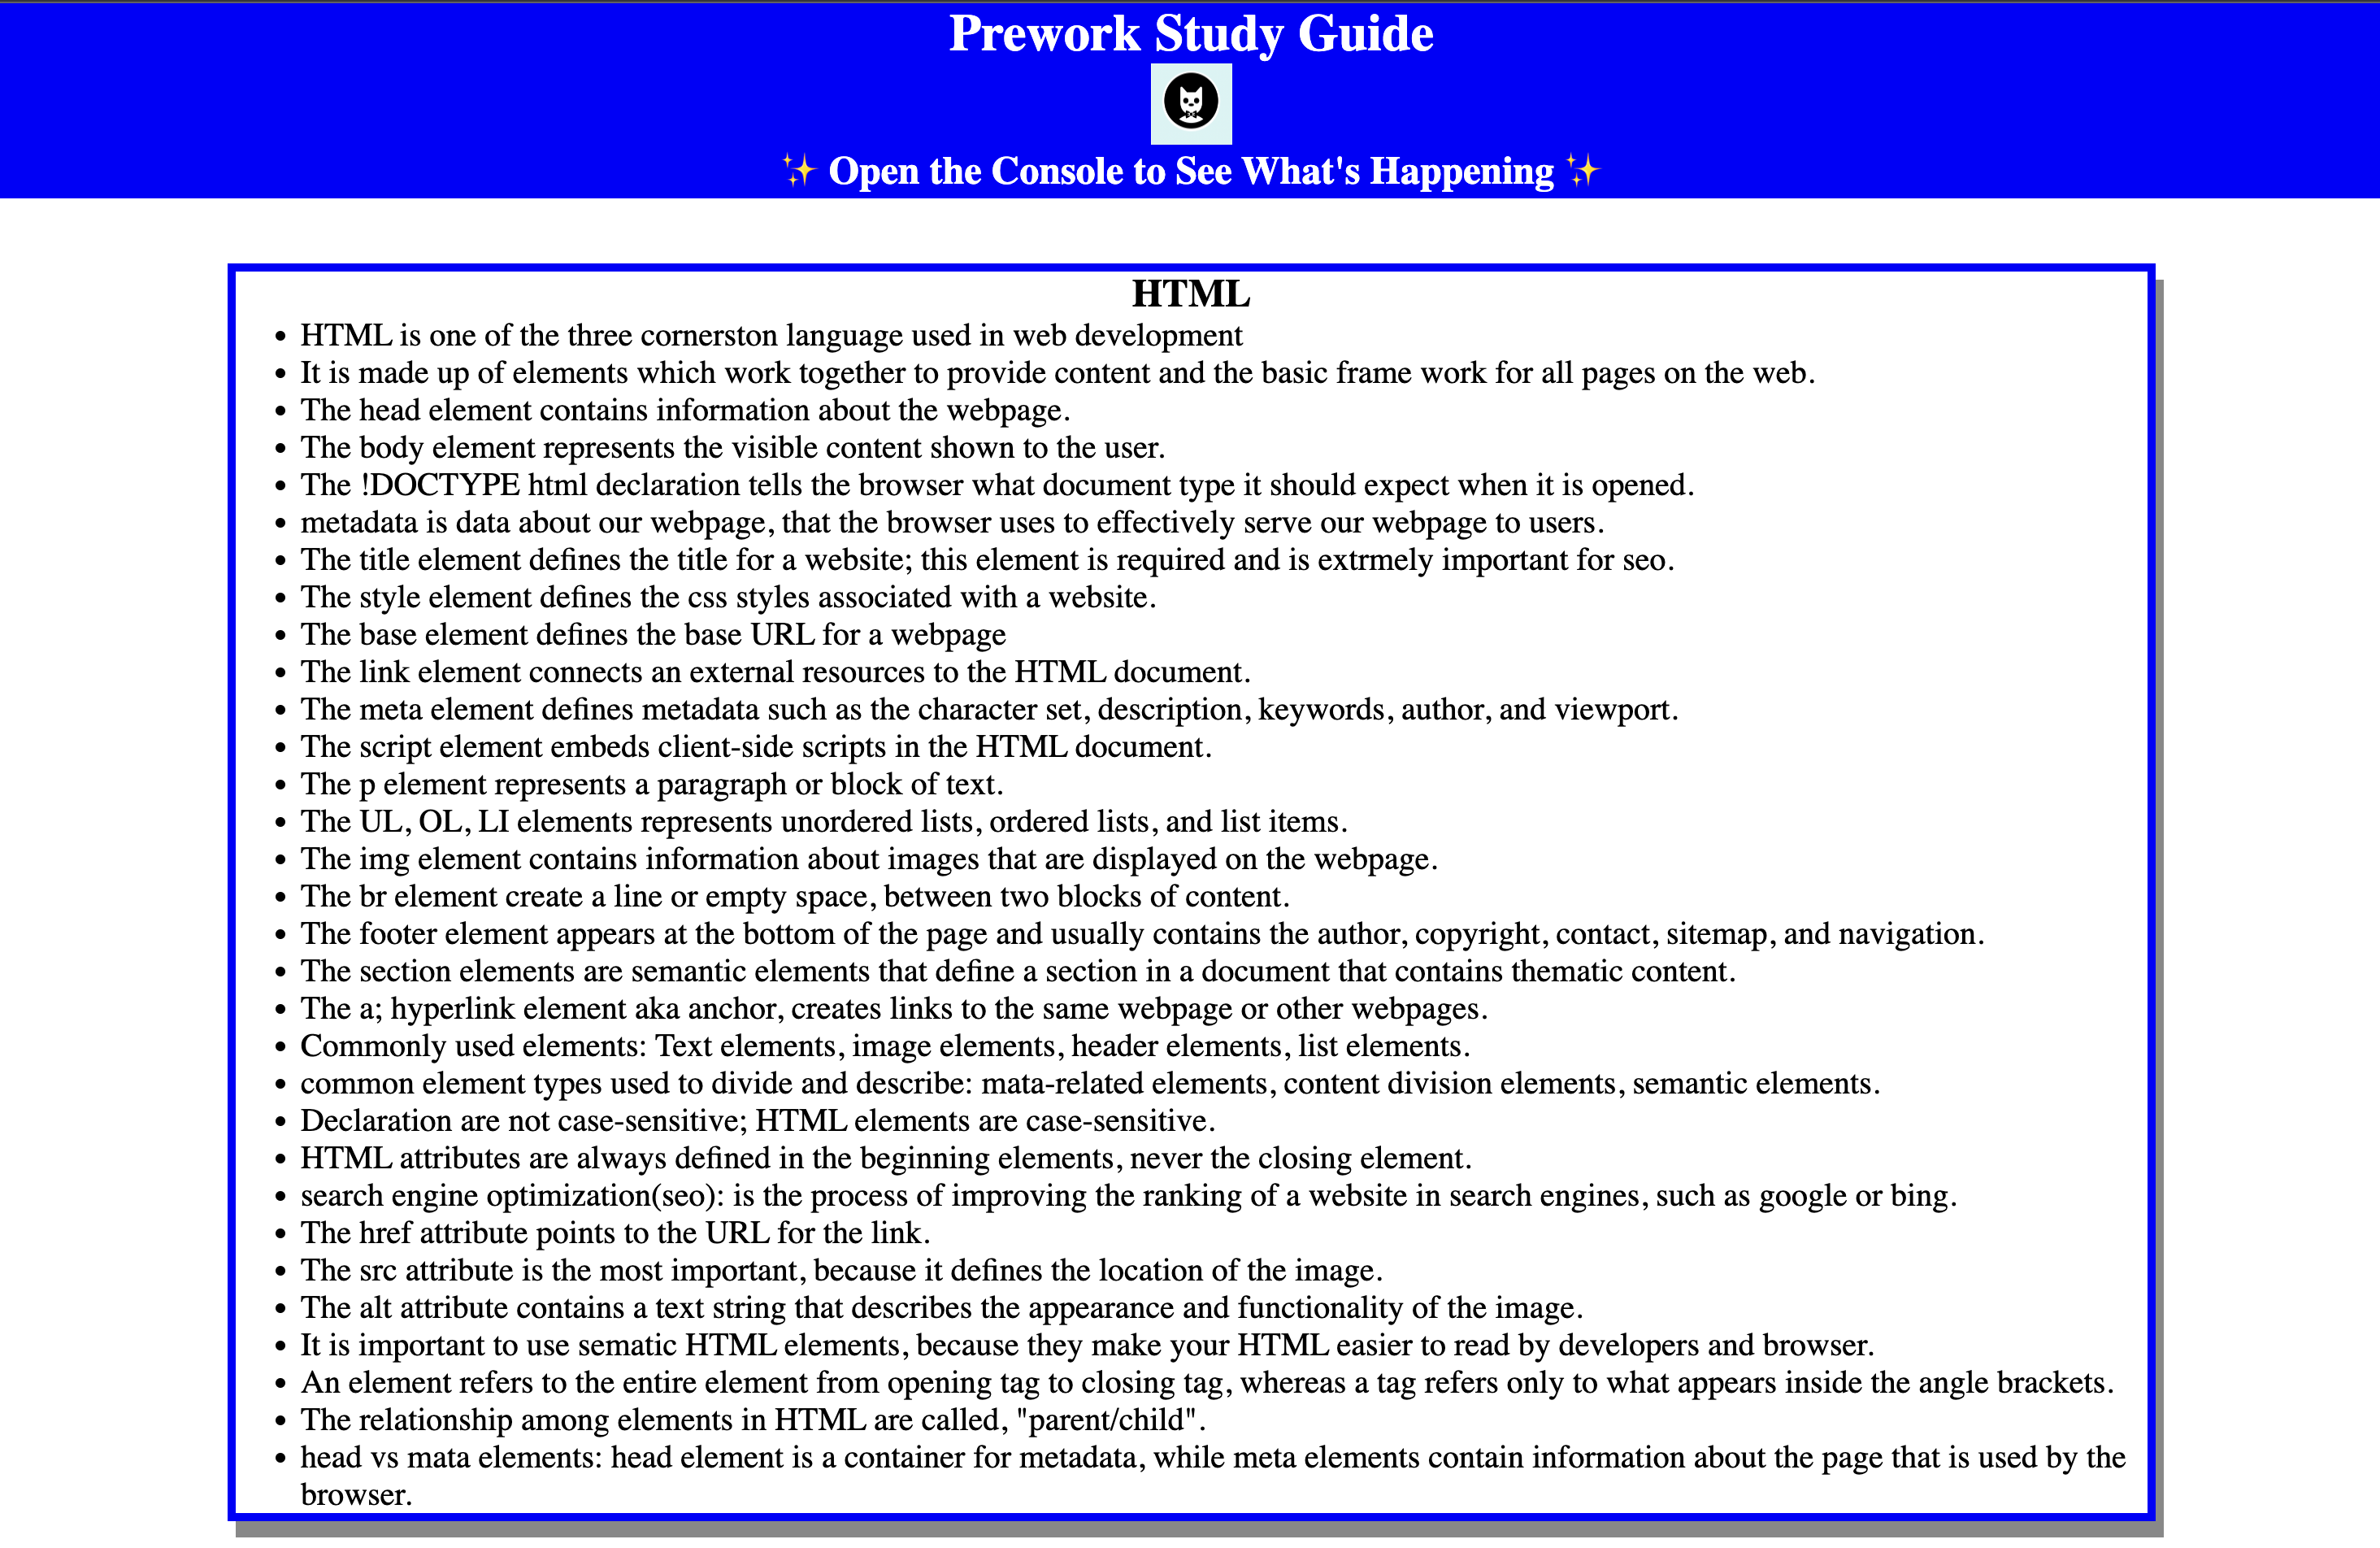 Prework Study Guide
✨ Open the Console to See What's Happening ✨
HTML
• HTML is one of the three cornerston language used in web development
• It is made up of elements which work together to provide content and the basic frame work for all pages on the web.
• The head element contains information about the webpage.
• The body element represents the visible content shown to the user.
• The !DOCTYPE html declaration tells the browser what document type it should expect when it is opened.
• metadata is data about our webpage, that the browser uses to effectively serve our webpage to users.
• The title element defines the title for a website; this element is required and is extrmely important for seo.
• The style element defines the css styles associated with a website.
• The base element defines the base URL for a webpage
• The link element connects an external resources to the HTML document.
• The meta element defines metadata such as the character set, description, keywords, author, and viewport.
• The script element embeds client-side scripts in the HTML document.
• The p element represents a paragraph or block of text.
• The UL, OL, LI elements represents unordered lists, ordered lists, and list items.
• The img element contains information about images that are displayed on the webpage.
• The br element create a line or empty space, between two blocks of content.
• The footer element appears at the bottom of the page and usually contains the author, copyright, contact, sitemap, and navigation.
• The section elements are semantic elements that define a section in a document that contains thematic content.
• The a; hyperlink element aka anchor, creates links to the same webpage or other webpages.
• Commonly used elements: Text elements, image elements, header elements, list elements.
• common element types used to divide and describe: mata-related elements, content division elements, semantic elements.
• Declaration are not case-sensitive; HTML elements are case-sensitive.
• HTML attributes are always defined in the beginning elements, never the closing element.
• search engine optimization(seo): is the process of improving the ranking of a website in search engines, such as google or bing.
• The href attribute points to the URL for the link.
• The src attribute is the most important, because it defines the location of the image.
• The alt attribute contains a text string that describes the appearance and functionality of the image.
• It is important to use sematic HTML elements, because they make your HTML easier to read by developers and browser.
• An element refers to the entire element from opening tag to closing tag, whereas a tag refers only to what appears inside the angle brackets.
• The relationship among elements in HTML are called, "parent/child".
• head vs mata elements: head element is a container for metadata, while meta elements contain information about the page that is used by the
browser.